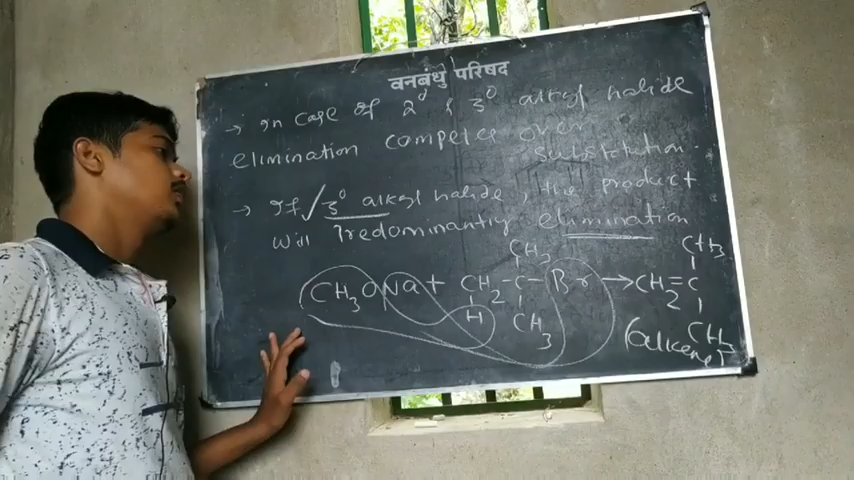 वनबंधु परिषद
→ In case of 2° & 3° alkyl halide
elimination competes over
substitution.
→ If 3° alkyl halide, the product
will Predominantly elimination
CH3 CH3
CH3ONa + CH2 - C - Br → CH2 = C
H CH3 CH3
(alkene)